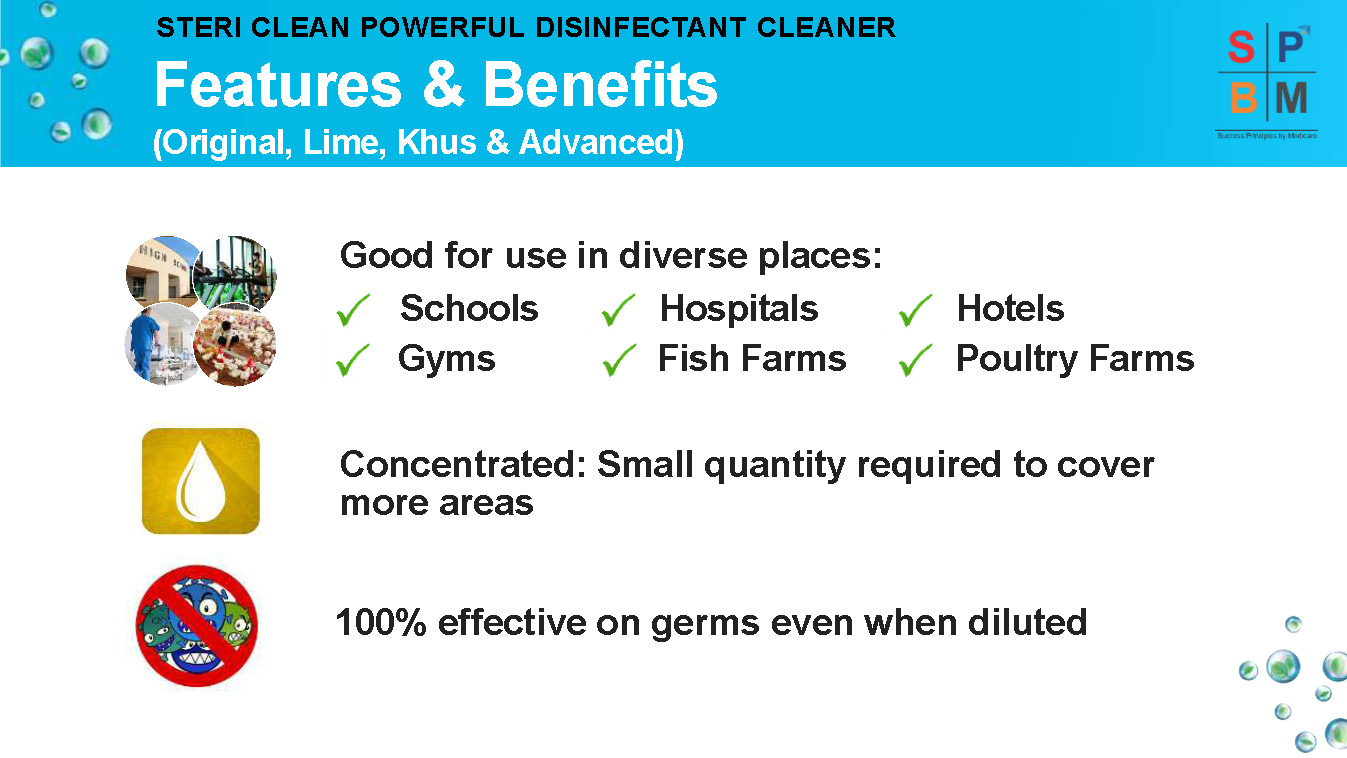 STERI CLEAN POWERFUL DISINFECTANT CLEANER
Features & Benefits
(Original, Lime, Khus & Advanced)
S P
B M
Success Principles by Modicare
HIGH SCHO
Good for use in diverse places:
Schools Hospitals Hotels
Gyms Fish Farms Poultry Farms
Concentrated: Small quantity required to cover
more areas
100% effective on germs even when diluted